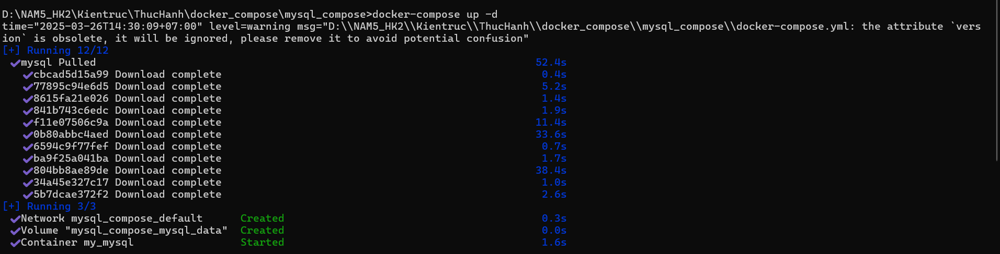 D:\NAM5_HK2\Kientruc\ThucHanh\docker_compose\mysql_compose>docker-compose up -d
time="2025-03-26T14:30:09+07:00" level=warning msg="D:\\NAM5_HK2\\Kientruc\\ThucHanh\\docker_compose\\mysql_compose\\docker-compose.yml: the attribute `vers
ion` is obsolete, it will be ignored, please remove it to avoid potential confusion"
[+] Running 12/12
✔mysql Pulled 52.4s
✔cbcad5d15a99 Download complete 0.4s
✔77895c94e6d5 Download complete 5.2s
✔8615fa21e026 Download complete 1.4s
✔841b743c6edc Download complete 1.9s
✔f11e07506c9a Download complete 11.4s
✔0b80abbc4aed Download complete 33.6s
✔6594c9f77fef Download complete 0.7s
✔ba9f25a041ba Download complete 1.7s
✔804bb8ae89de Download complete 38.4s
✔34a45e327c17 Download complete 1.0s
✔5b7dcae372f2 Download complete 2.6s
[+] Running 3/3
✔Network mysql_compose_default Created 0.3s
✔Volume "mysql_compose_mysql_data" Created 0.0s
✔Container my_mysql Started 1.6s